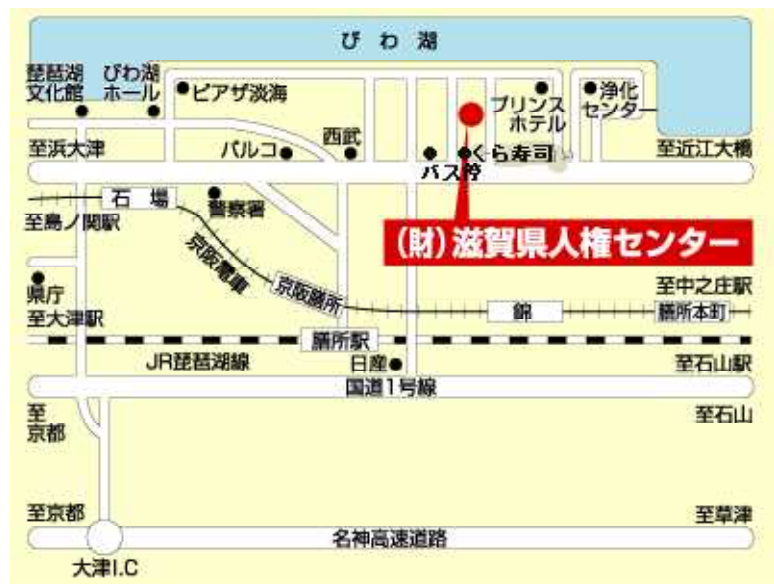 びわ湖
琵琶湖
文化館
びわ湖
ホール
ピアザ淡海
プリンス
ホテル
浄化
センター
至浜大津
パルコ
西武
バス停
くら寿司
至近江大橋
石場
警察署
至島ノ関駅
(財)滋賀県人権センター
京阪電車
県庁
京阪膳所
至中之庄駅
錦
膳所本町
至大津駅
膳所駅
JR琵琶湖線
日産
至石山駅
国道1号線
至
京都
至石山
至京都
至草津
名神高速道路
大津I.C